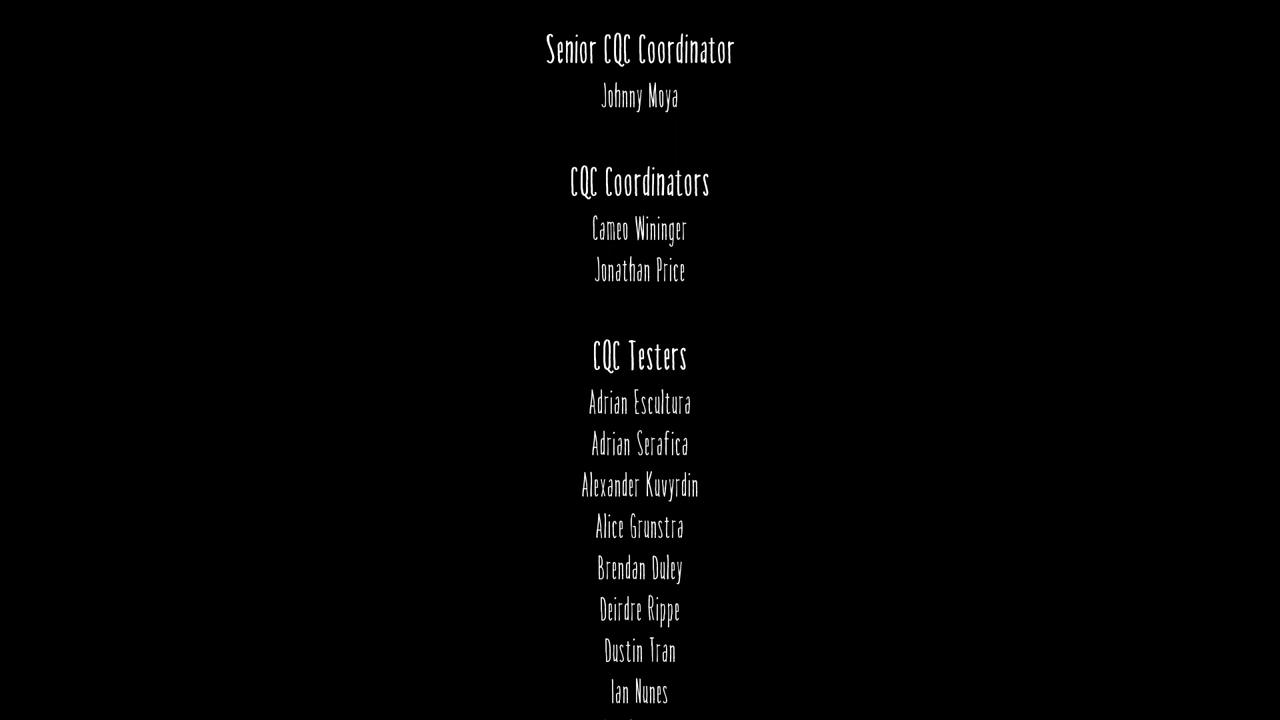 Senior CQC Coordinator
Johnny Moya
CQC Coordinators
Cameo Wininger
Jonathan Price
CQC Testers
Adrian Escultura
Adrian Serafica
Alexander Kuvyrdin
Alice Grunstra
Brendan Duley
Deirdre Rippe
Dustin Tran
Ian Nunes